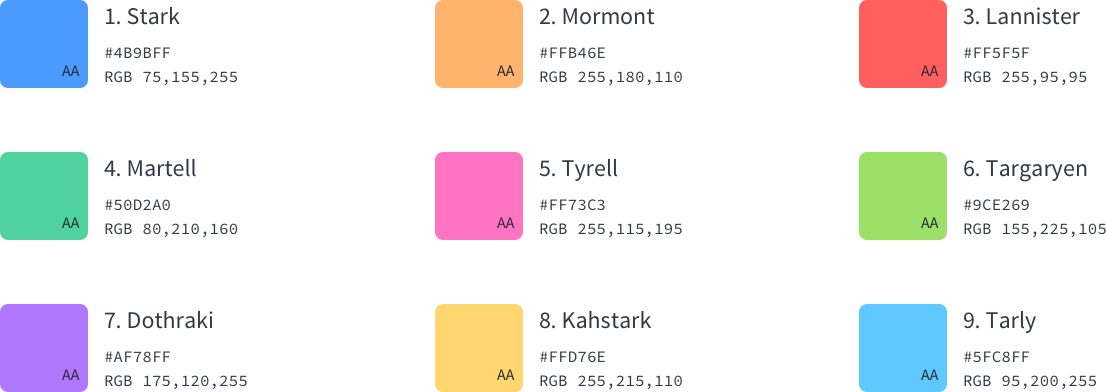 1. Stark
#4B9BFF
RGB 75,155,255
AA
2. Mormont
#FFB46E
RGB 255,180,110
AA
3. Lannister
#FF5F5F
RGB 255,95,95
AA
4. Martell
#50D2A0
RGB 80,210,160
AA
5. Tyrell
#FF73C3
RGB 255,115,195
AA
6. Targaryen
#9CE269
RGB 155,225,105
AA
7. Dothraki
#AF78FF
RGB 175,120,255
AA
8. Kahstark
#FFD76E
RGB 255,215,110
AA
9. Tarly
#5FC8FF
RGB 95,200,255
AA